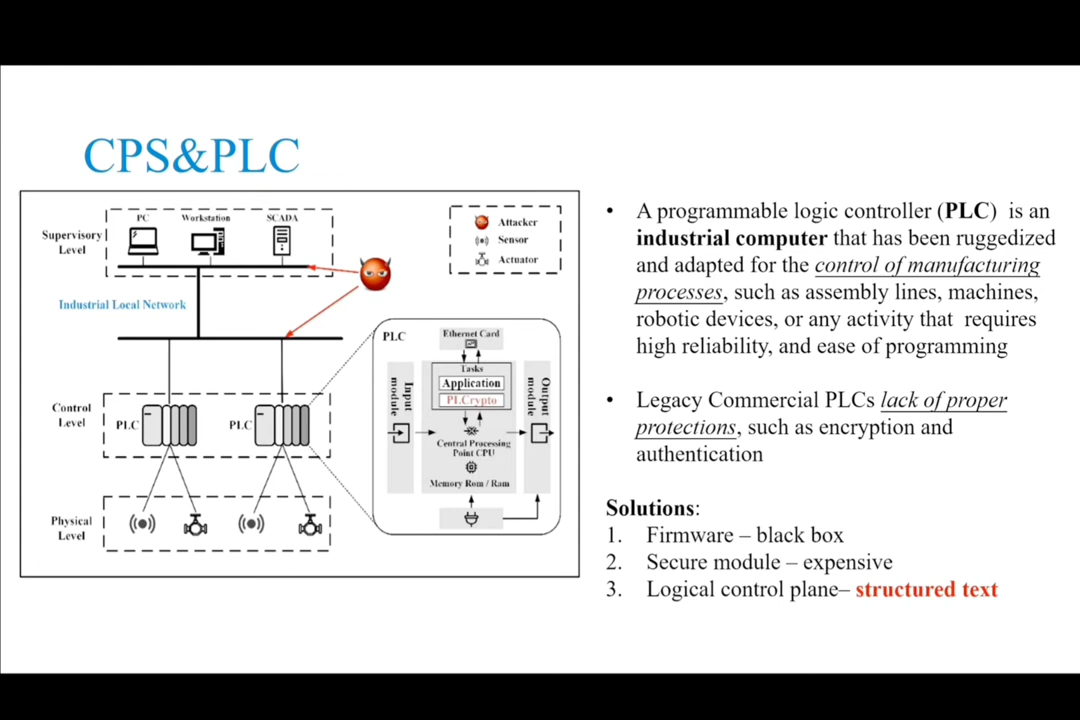 CPS&PLC
PC
Workstation
SCADA
Supervisory
Level
Industrial Local Network
Attacker
Sensor
Actuator
Control
Level
PLC
PLC
Physical
Level
PLC
Ethernet Card
Tasks
Application
PLCrypto
Input
module
Output
module
Central Processing
Point CPU
Memory Rom / Ram
• A programmable logic controller (PLC) is an
industrial computer that has been ruggedized
and adapted for the control of manufacturing
processes, such as assembly lines, machines,
robotic devices, or any activity that requires
high reliability, and ease of programming
• Legacy Commercial PLCs lack of proper
protections, such as encryption and
authentication
Solutions:
1. Firmware – black box
2. Secure module – expensive
3. Logical control plane– structured text